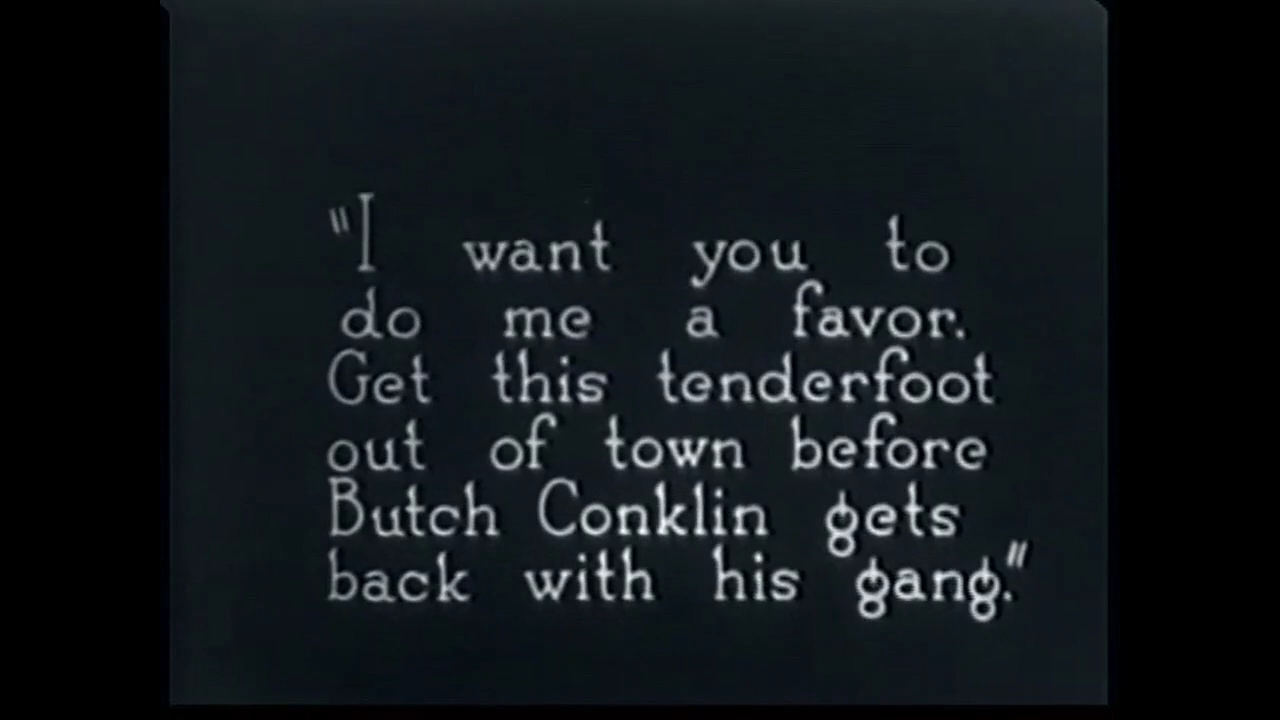 "I want you to
do me a favor.
Get this tenderfoot
out of town before
Butch Conklin gets
back with his gang."